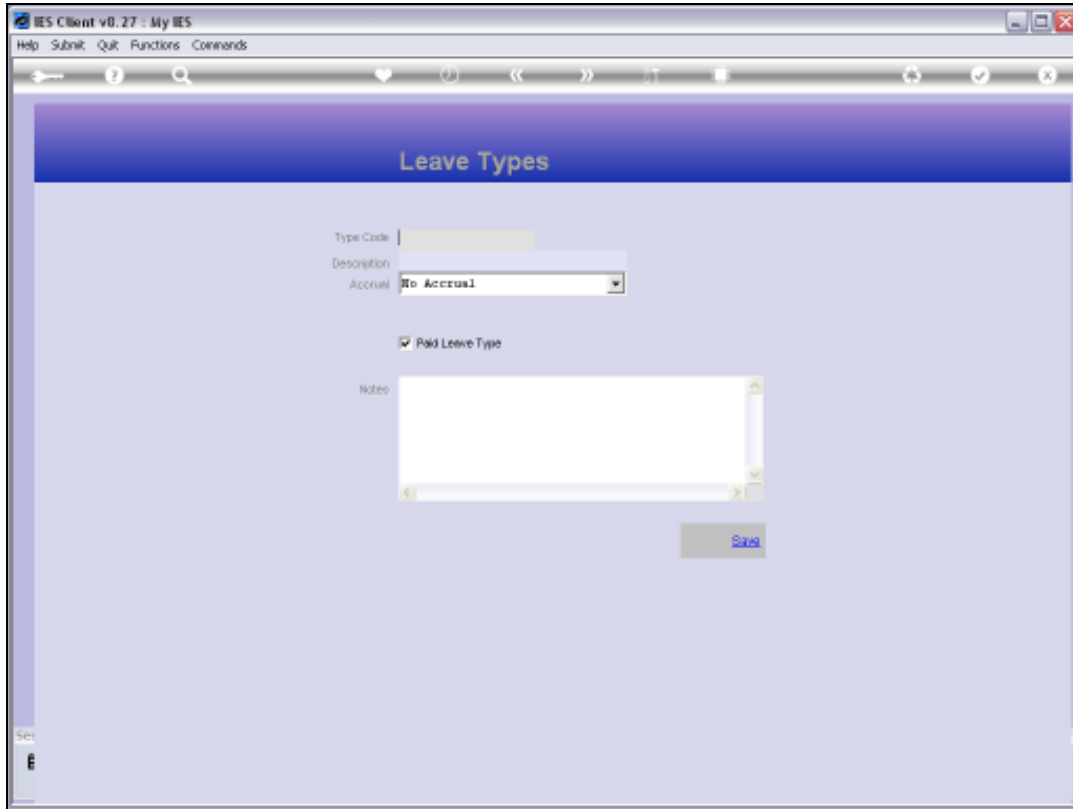 IES Client v8.27 : My IES
Help Submit Quit Functions Commands
Leave Types
Type Code
Description
Accrual No Accrual
Paid Leave Type
Notes
Save